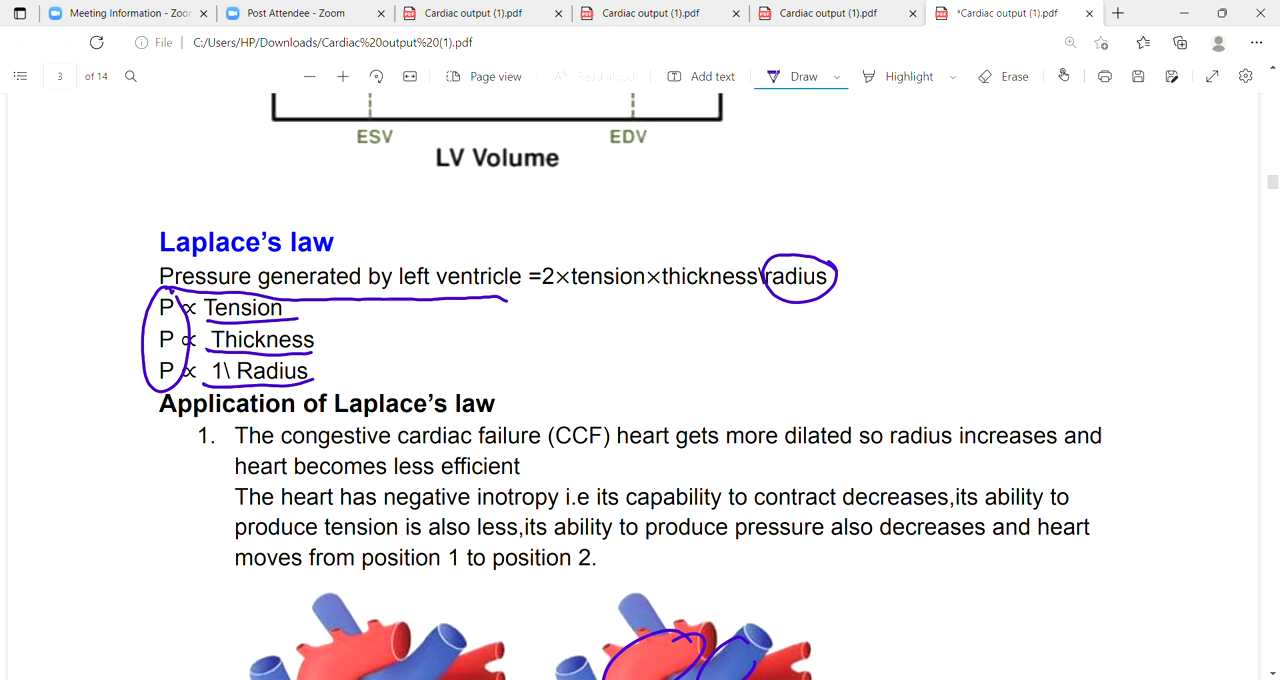 Meeting Information - Zoor
Post Attendee - Zoom
Cardiac output (1).pdf
Cardiac output (1).pdf
Cardiac output (1).pdf
*Cardiac output (1).pdf
File
C:/Users/HP/Downloads/Cardiac%20output%20(1).pdf
3 of 14
Page view
Read aloud
Add text
Draw
Highlight
Erase
ESV EDV
LV Volume
Laplace's law
Pressure generated by left ventricle =2×tension×thickness\radius
P ∝ Tension
P ∝ Thickness
P ∝ 1\ Radius
Application of Laplace's law
1. The congestive cardiac failure (CCF) heart gets more dilated so radius increases and
heart becomes less efficient
The heart has negative inotropy i.e its capability to contract decreases,its ability to
produce tension is also less,its ability to produce pressure also decreases and heart
moves from position 1 to position 2.